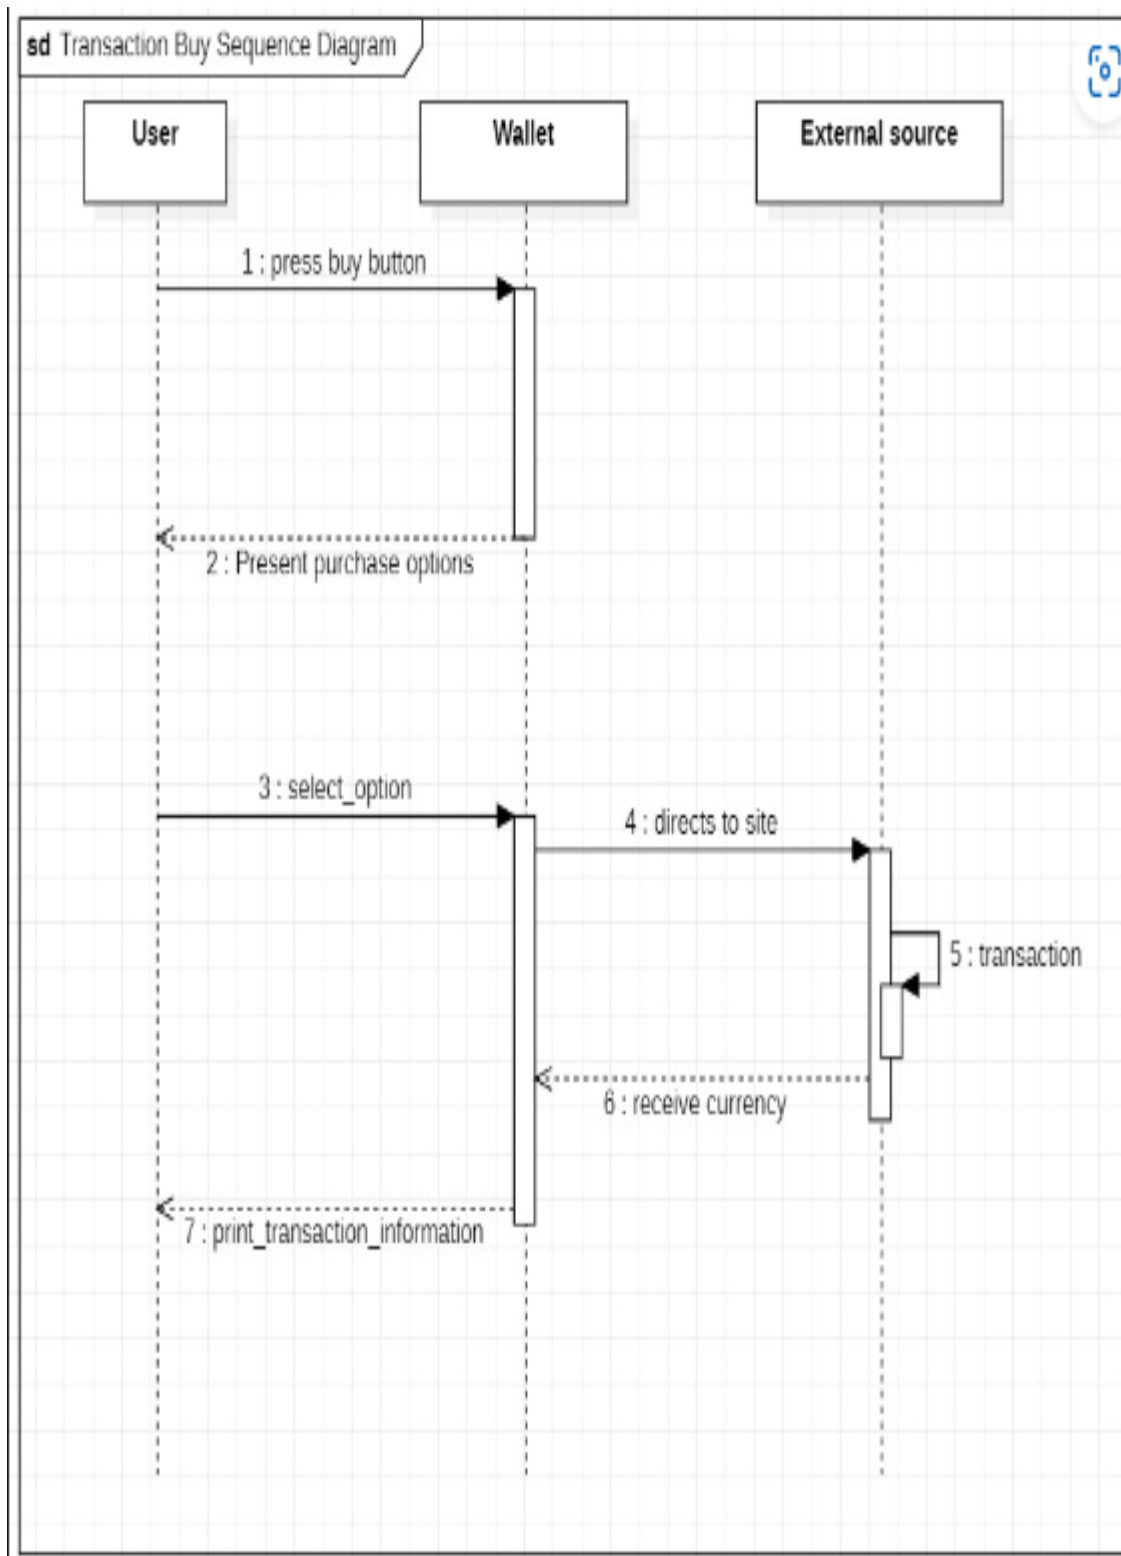 sd Transaction Buy Sequence Diagram
User
Wallet
External source
1 : press buy button
2 : Present purchase options
3 : select_option
4 : directs to site
5 : transaction
6 : receive currency
7 : print_transaction_information